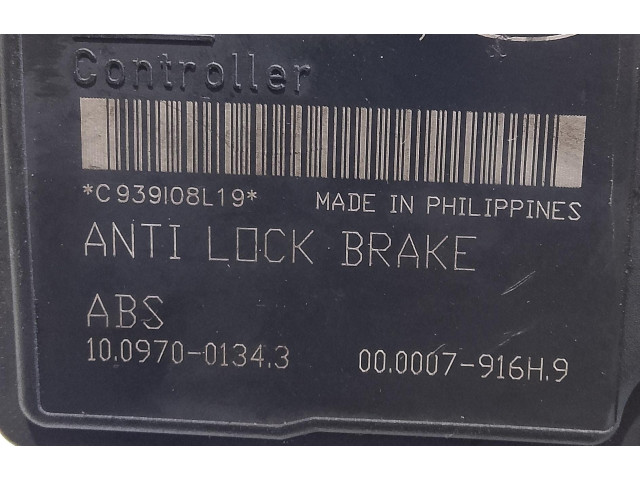 Controller
*C939I08L19* MADE IN PHILIPPINES
ANTI LOCK BRAKE
ABS
10.0970-0134.3 00.0007-916H.9